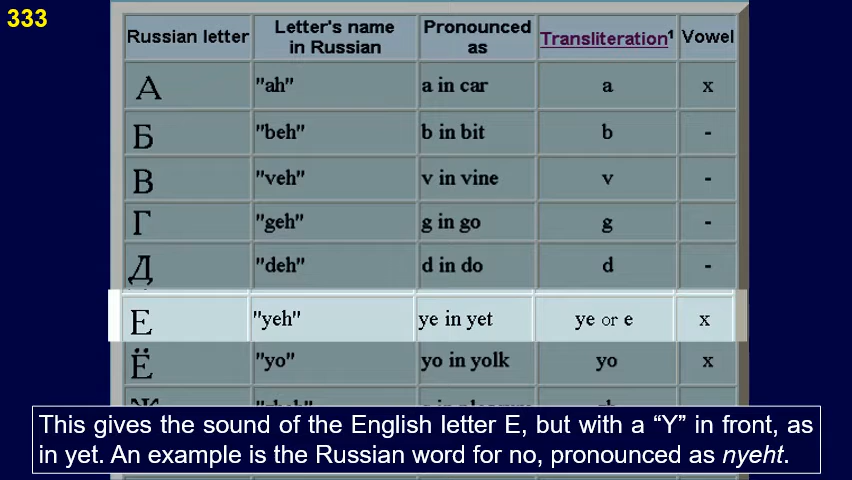 333
Russian letter Letter's name in Russian Pronounced as Transliteration¹ Vowel
А "ah" a in car a x
Б "beh" b in bit b -
В "veh" v in vine v -
Г "geh" g in go g -
Д "deh" d in do d -
Е "yeh" ye in yet ye or e x
Ё "yo" yo in yolk yo x
This gives the sound of the English letter E, but with a “Y” in front, as
in yet. An example is the Russian word for no, pronounced as nyeht.